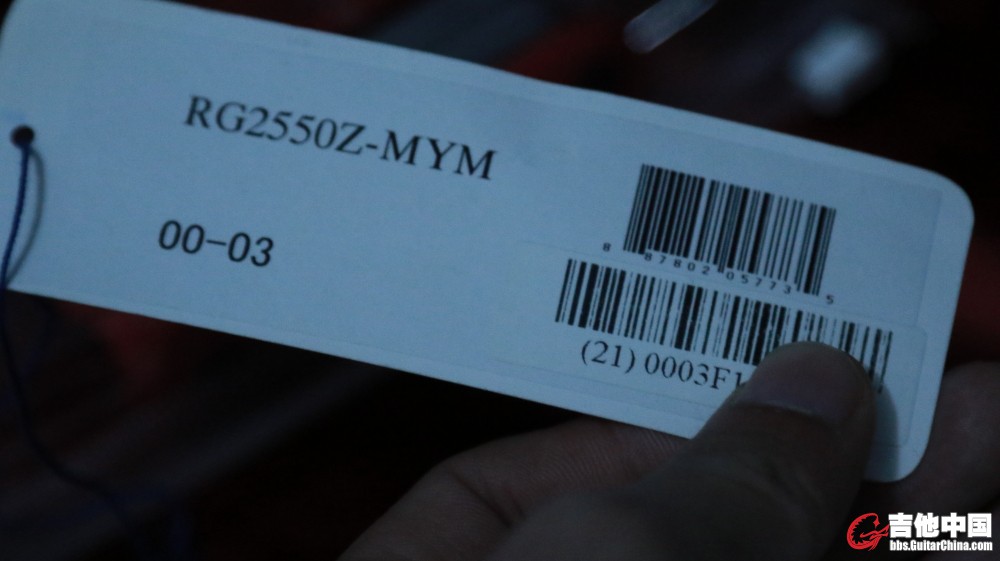 RG2550Z-MYM
00-03
8 87802 05773 5
(21) 0003F1
吉他中国
bbs.GuitarChina.com